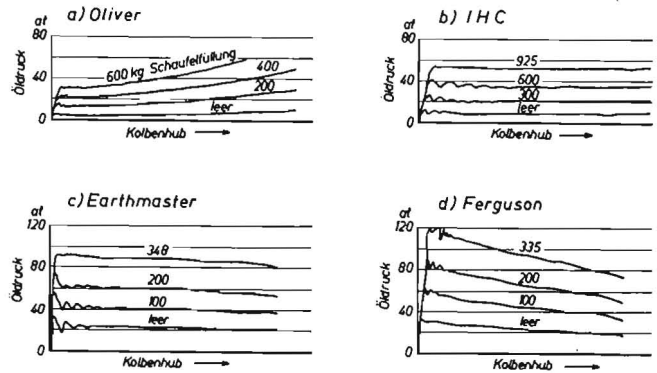 a) Oliver
at
80
40
0
Öldruck
600 kg Schaufelfüllung
400
200
leer
Kolbenhub
b) IHC
at
80
40
0
Öldruck
925
600
300
leer
Kolbenhub
c) Earthmaster
at
120
80
40
0
Öldruck
348
200
100
leer
Kolbenhub
d) Ferguson
at
120
80
40
0
Öldruck
335
200
100
leer
Kolbenhub